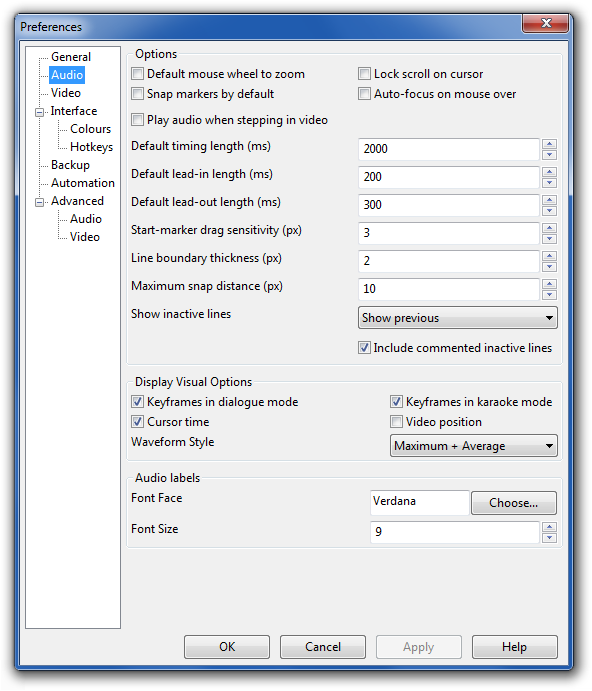 Preferences
General
Audio
Video
Interface
Colours
Hotkeys
Backup
Automation
Advanced
Audio
Video
Options
Default mouse wheel to zoom
Lock scroll on cursor
Snap markers by default
Auto-focus on mouse over
Play audio when stepping in video
Default timing length (ms)
2000
Default lead-in length (ms)
200
Default lead-out length (ms)
300
Start-marker drag sensitivity (px)
3
Line boundary thickness (px)
2
Maximum snap distance (px)
10
Show inactive lines
Show previous
Include commented inactive lines
Display Visual Options
Keyframes in dialogue mode
Keyframes in karaoke mode
Cursor time
Video position
Waveform Style
Maximum + Average
Audio labels
Font Face
Verdana
Choose...
Font Size
9
OK
Cancel
Apply
Help